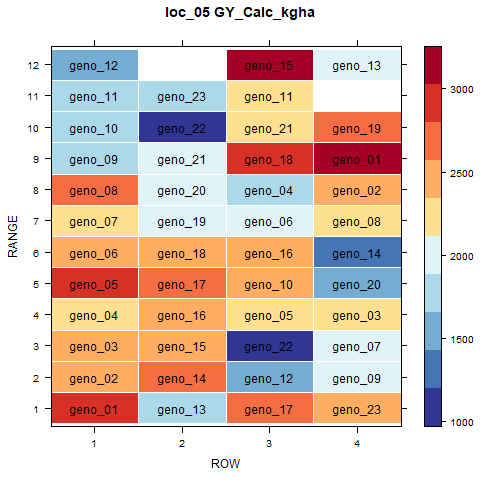 loc_05 GY_Calc_kgha
12 geno_12 geno_15 geno_13
11 geno_11 geno_23 geno_11
10 geno_10 geno_22 geno_21 geno_19
9 geno_09 geno_21 geno_18 geno_01
8 geno_08 geno_20 geno_04 geno_02
7 geno_07 geno_19 geno_06 geno_08
6 geno_06 geno_18 geno_16 geno_14
5 geno_05 geno_17 geno_10 geno_20
4 geno_04 geno_16 geno_05 geno_03
3 geno_03 geno_15 geno_22 geno_07
2 geno_02 geno_14 geno_12 geno_09
1 geno_01 geno_13 geno_17 geno_23
1 2 3 4
ROW
RANGE
3000
2500
2000
1500
1000